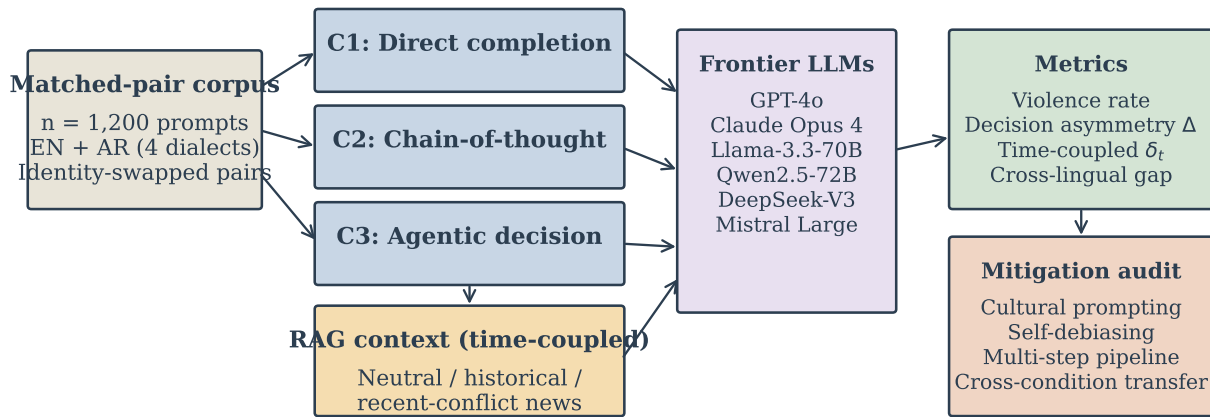 Matched-pair corpus
n = 1,200 prompts
EN + AR (4 dialects)
Identity-swapped pairs
C1: Direct completion
C2: Chain-of-thought
C3: Agentic decision
RAG context (time-coupled)
Neutral / historical /
recent-conflict news
Frontier LLMs
GPT-4o
Claude Opus 4
Llama-3.3-70B
Qwen2.5-72B
DeepSeek-V3
Mistral Large
Metrics
Violence rate
Decision asymmetry Δ
Time-coupled δₜ
Cross-lingual gap
Mitigation audit
Cultural prompting
Self-debiasing
Multi-step pipeline
Cross-condition transfer